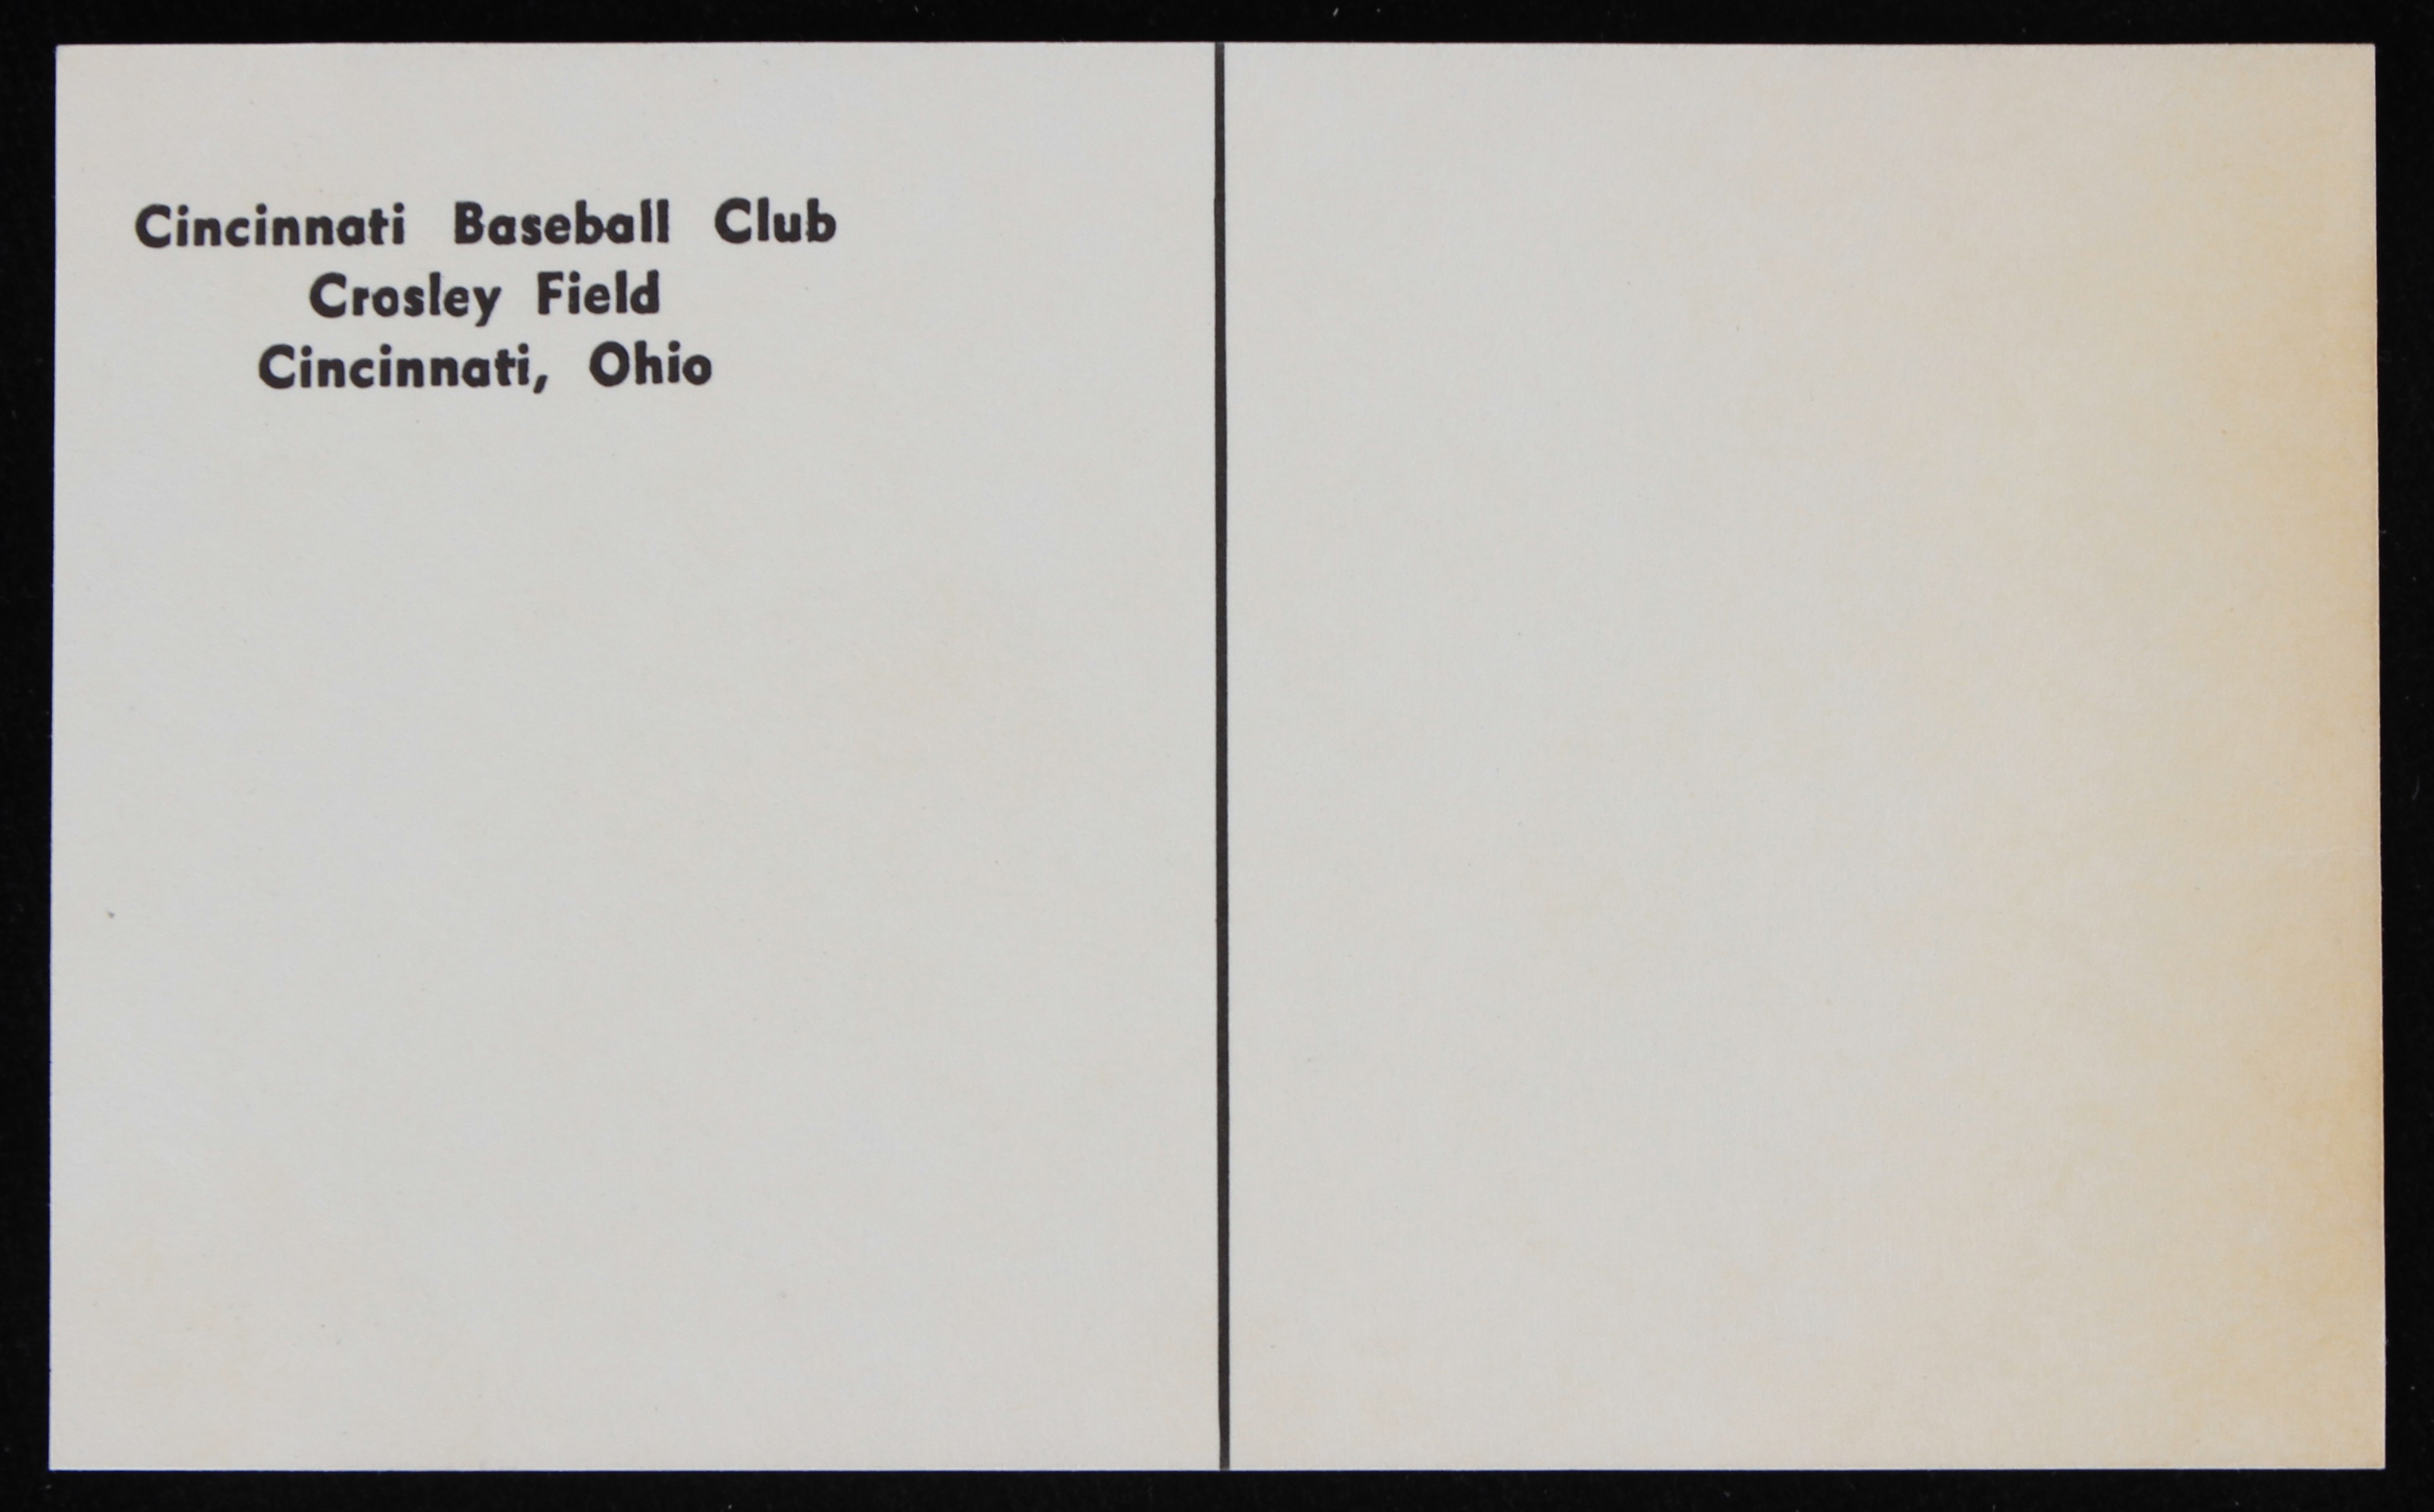 Cincinnati Baseball Club
Crosley Field
Cincinnati, Ohio